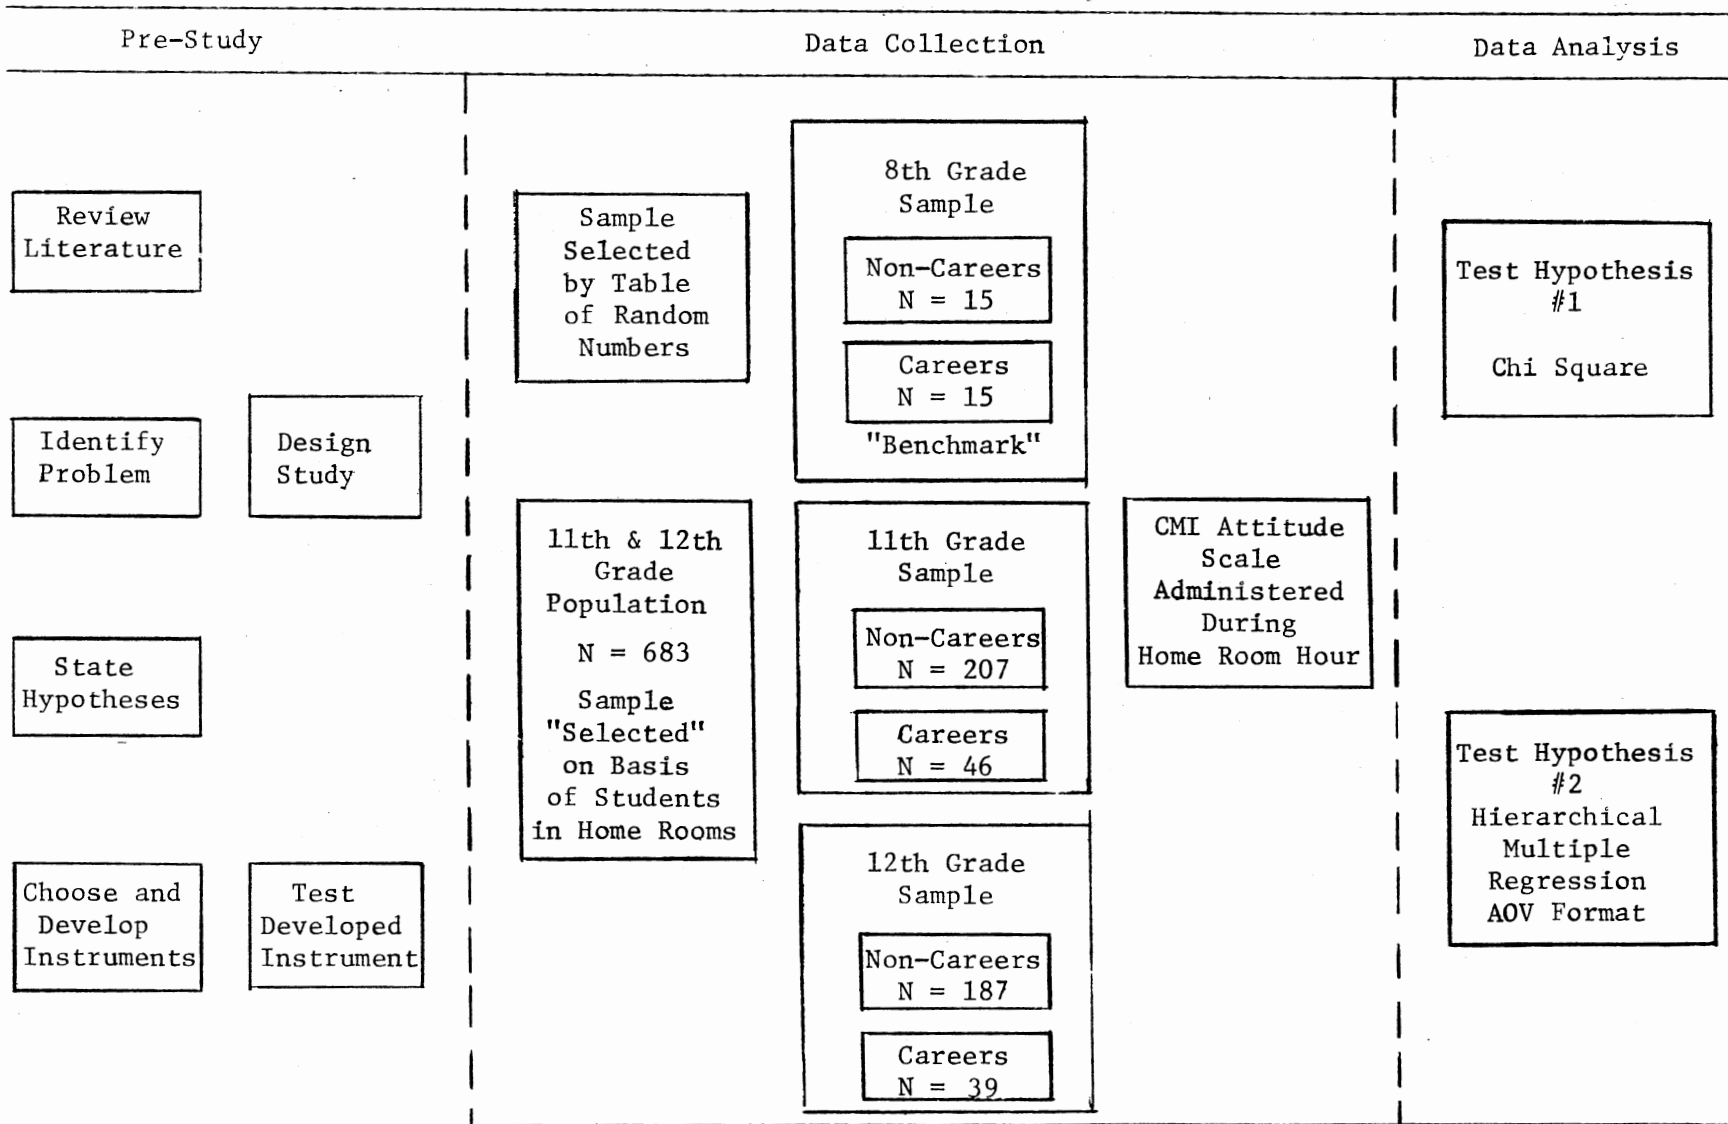 Pre-Study
Data Collection
Data Analysis
Review
Literature
Identify
Problem
Design
Study
State
Hypotheses
Choose and
Develop
Instruments
Test
Developed
Instrument
Sample
Selected
by Table
of Random
Numbers
11th & 12th
Grade
Population
N = 683
Sample
"Selected"
on Basis
of Students
in Home Rooms
8th Grade
Sample
Non-Careers
N = 15
Careers
N = 15
"Benchmark"
11th Grade
Sample
Non-Careers
N = 207
Careers
N = 46
12th Grade
Sample
Non-Careers
N = 187
Careers
N = 39
CMI Attitude
Scale
Administered
During
Home Room Hour
Test Hypothesis
#1
Chi Square
Test Hypothesis
#2
Hierarchical
Multiple
Regression
AOV Format